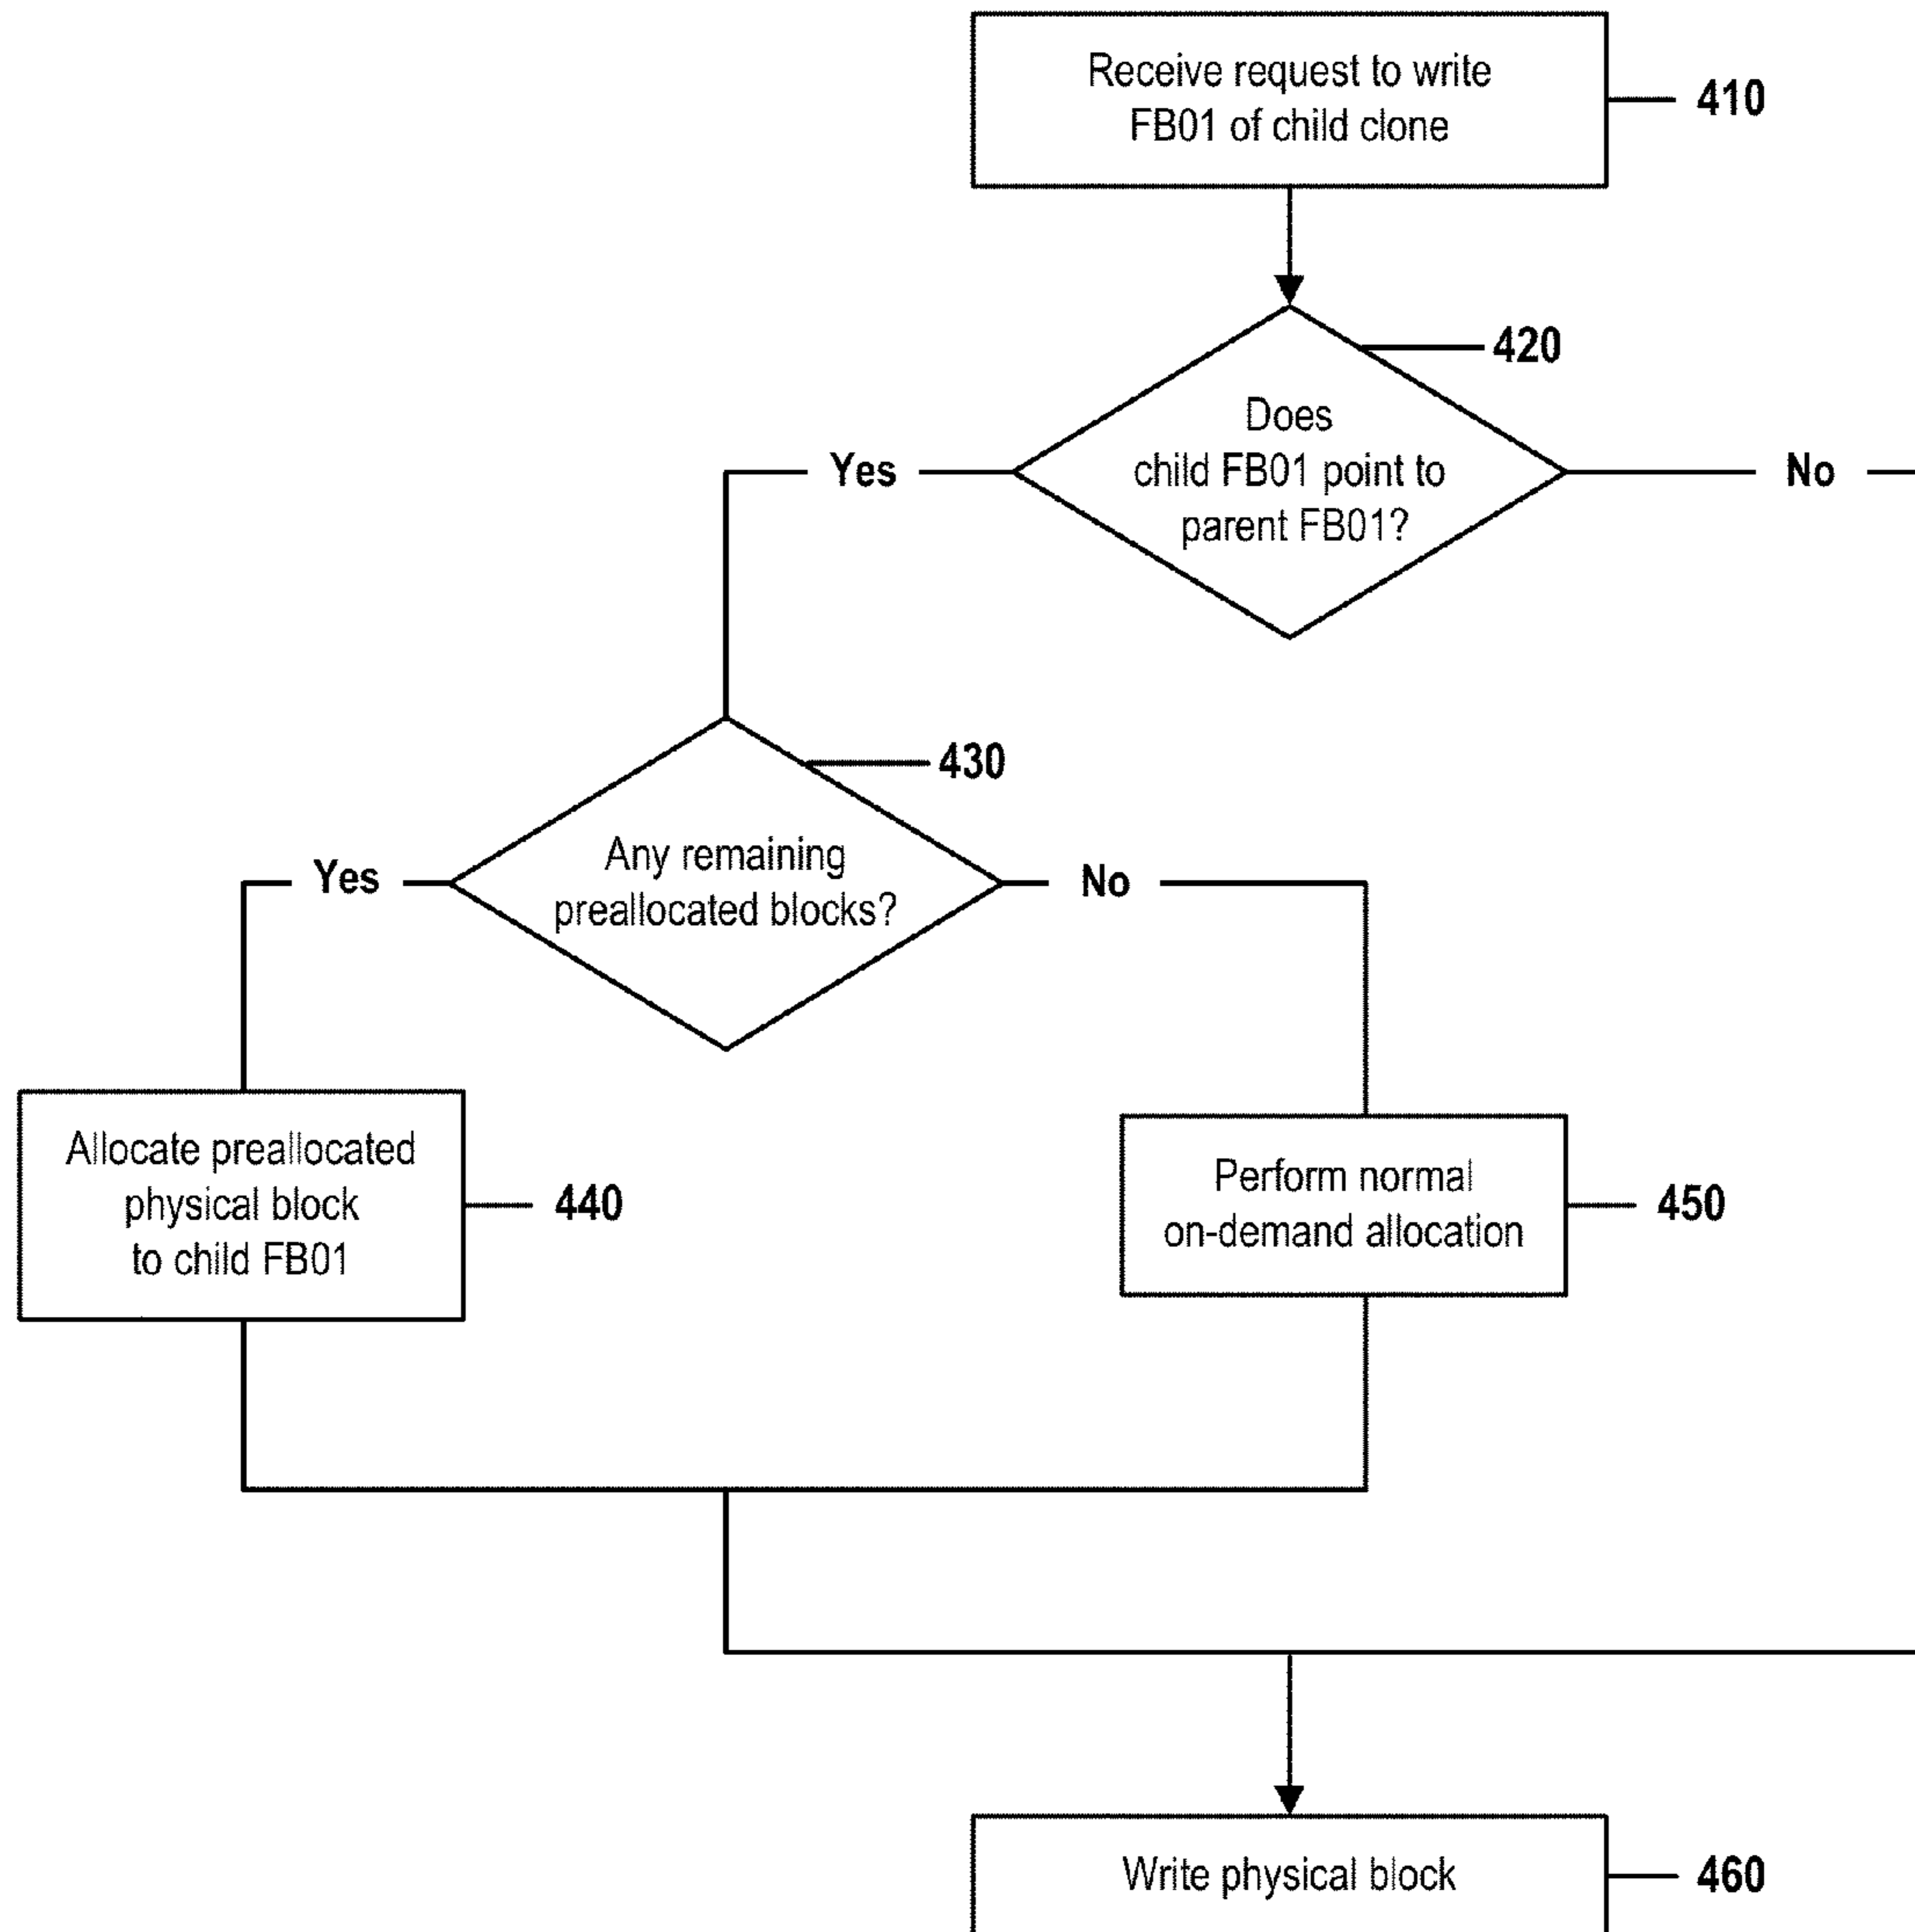 Receive request to write
FB01 of child clone
410
420
Does
child FB01 point to
parent FB01?
Yes
No
430
Any remaining
preallocated blocks?
Yes
No
Allocate preallocated
physical block
to child FB01
440
Perform normal
on-demand allocation
450
Write physical block
460